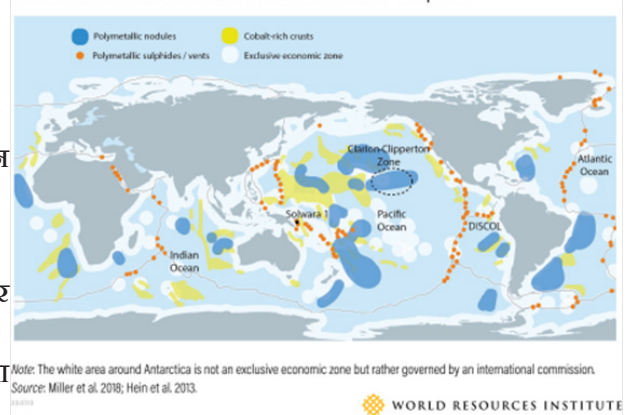 Polymetallic nodules
Cobalt-rich crusts
Polymetallic sulphides / vents
Exclusive economic zone
Clarion-Clipperton
Zone
Atlantic
Ocean
Solwara 1
Pacific
Ocean
DISCOL
Indian
Ocean
Note: The white area around Antarctica is not an exclusive economic zone but rather governed by an international commission.
Source: Miller et al. 2018; Hein et al. 2013.
WORLD RESOURCES INSTITUTE